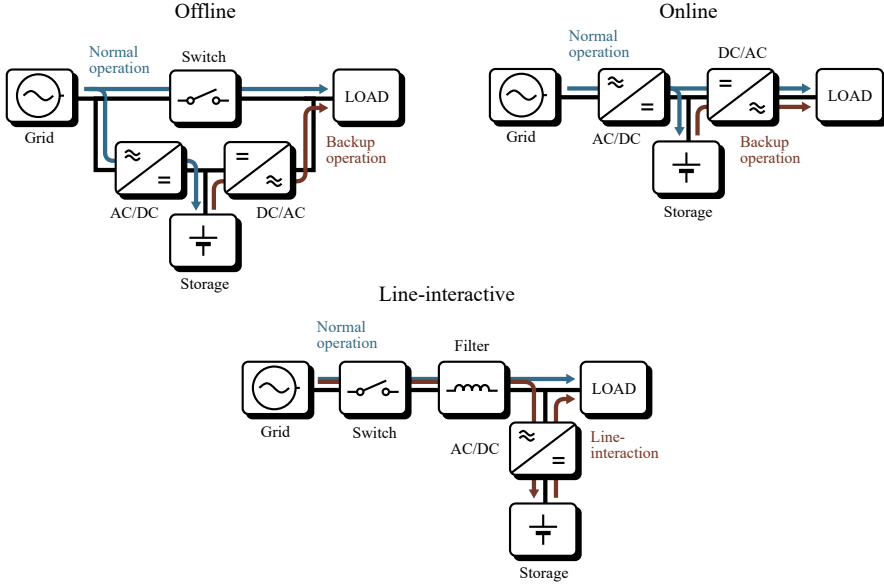 Offline
Normal
operation
Switch
LOAD
Grid
Backup
operation
AC/DC
DC/AC
Storage
Online
Normal
operation
DC/AC
LOAD
Grid
AC/DC
Backup
operation
Storage
Line-interactive
Normal
operation
Filter
LOAD
Grid
Switch
AC/DC
Line-
interaction
Storage